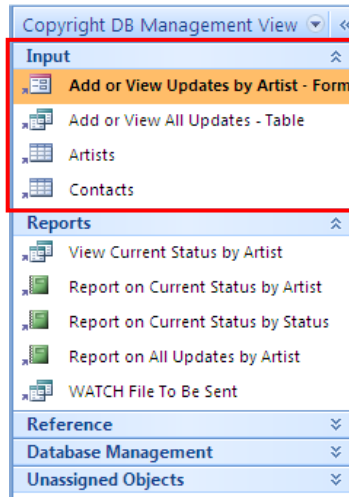 Copyright DB Management View
Input
Add or View Updates by Artist - Form
Add or View All Updates - Table
Artists
Contacts
Reports
View Current Status by Artist
Report on Current Status by Artist
Report on Current Status by Status
Report on All Updates by Artist
WATCH File To Be Sent
Reference
Database Management
Unassigned Objects